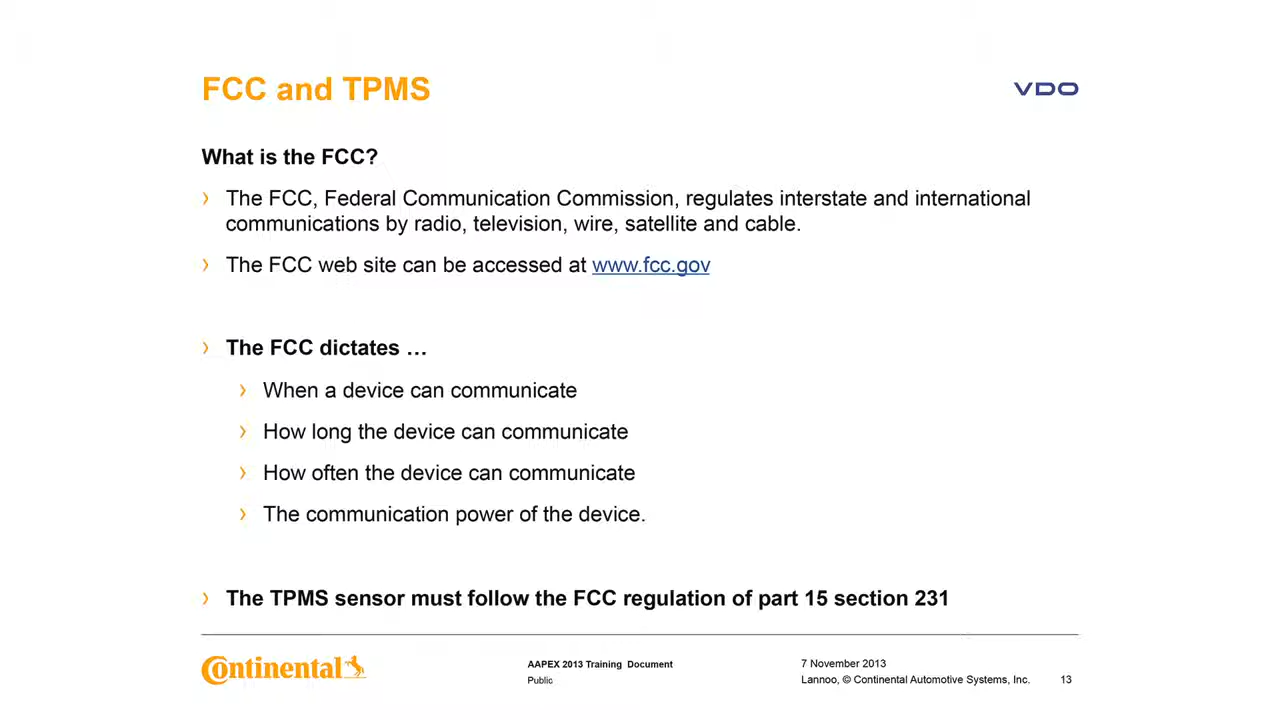 FCC and TPMS
VDO
What is the FCC?
› The FCC, Federal Communication Commission, regulates interstate and international
communications by radio, television, wire, satellite and cable.
› The FCC web site can be accessed at www.fcc.gov
› The FCC dictates …
› When a device can communicate
› How long the device can communicate
› How often the device can communicate
› The communication power of the device.
› The TPMS sensor must follow the FCC regulation of part 15 section 231
Continental
AAPEX 2013 Training Document
Public
7 November 2013
Lannoo, © Continental Automotive Systems, Inc.
13